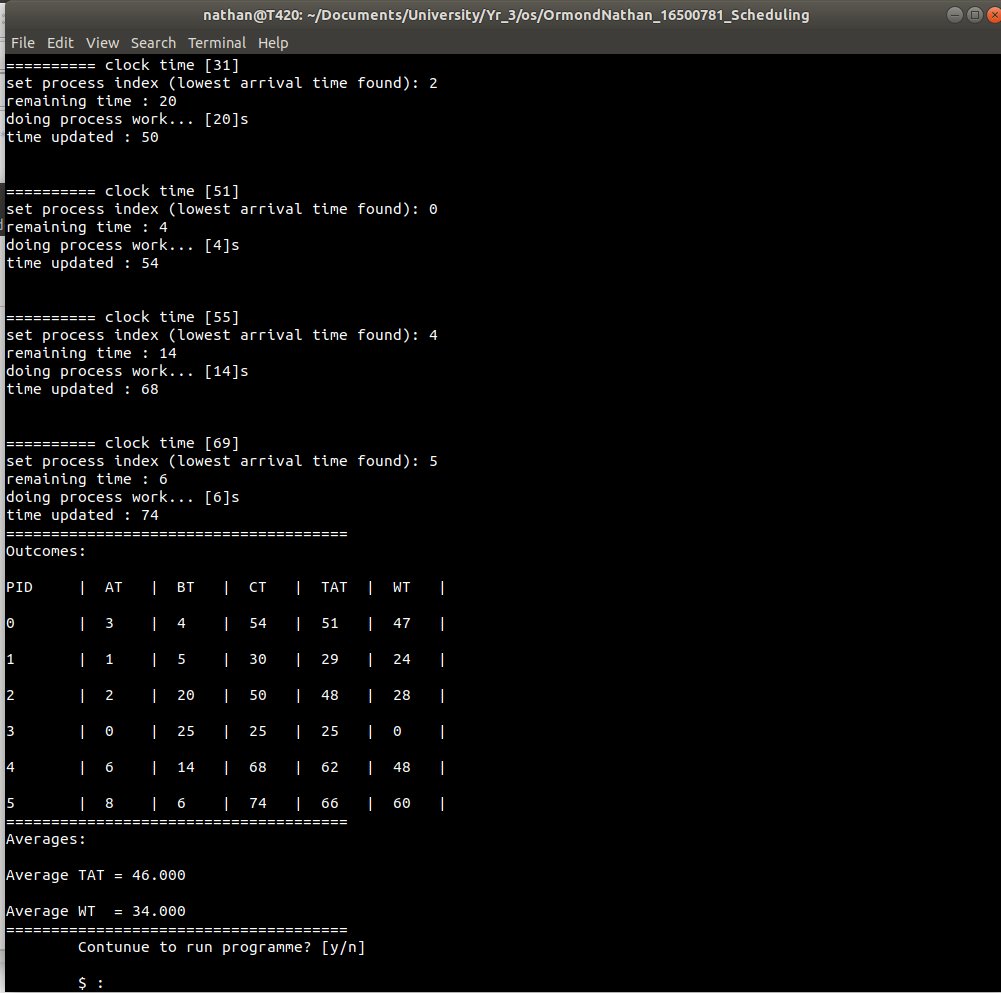 nathan@T420: ~/Documents/University/Yr_3/os/OrmondNathan_16500781_Scheduling
File Edit View Search Terminal Help
========== clock time [31]
set process index (lowest arrival time found): 2
remaining time : 20
doing process work... [20]s
time updated : 50
========== clock time [51]
set process index (lowest arrival time found): 0
remaining time : 4
doing process work... [4]s
time updated : 54
========== clock time [55]
set process index (lowest arrival time found): 4
remaining time : 14
doing process work... [14]s
time updated : 68
========== clock time [69]
set process index (lowest arrival time found): 5
remaining time : 6
doing process work... [6]s
time updated : 74
======================================
Outcomes:
PID | AT | BT | CT | TAT | WT |
0 | 3 | 4 | 54 | 51 | 47 |
1 | 1 | 5 | 30 | 29 | 24 |
2 | 2 | 20 | 50 | 48 | 28 |
3 | 0 | 25 | 25 | 25 | 0 |
4 | 6 | 14 | 68 | 62 | 48 |
5 | 8 | 6 | 74 | 66 | 60 |
======================================
Averages:
Average TAT = 46.000
Average WT = 34.000
======================================
Contunue to run programme? [y/n]
$ :